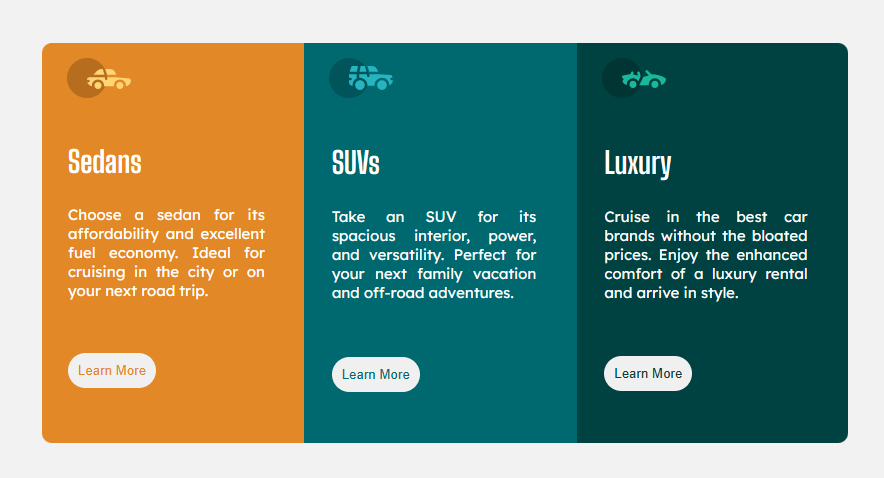 Sedans
Choose a sedan for its
affordability and excellent
fuel economy. Ideal for
cruising in the city or on
your next road trip.
Learn More
SUVs
Take an SUV for its
spacious interior, power,
and versatility. Perfect for
your next family vacation
and off-road adventures.
Learn More
Luxury
Cruise in the best car
brands without the bloated
prices. Enjoy the enhanced
comfort of a luxury rental
and arrive in style.
Learn More